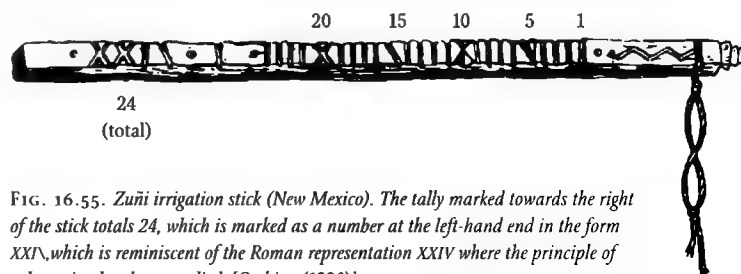 20 15 10 5 1
24
(total)
FIG. 16.55. Zuñi irrigation stick (New Mexico). The tally marked towards the right
of the stick totals 24, which is marked as a number at the left-hand end in the form
XXI\,which is reminiscent of the Roman representation XXIV where the principle of